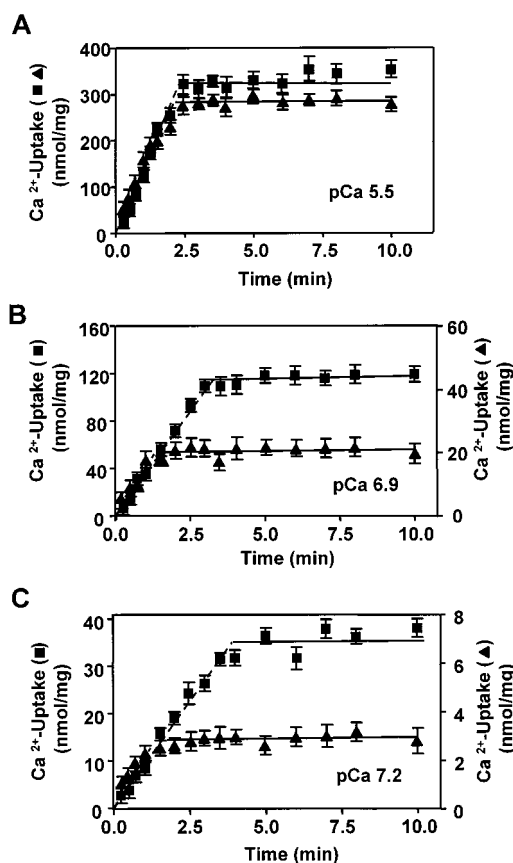 A
Ca 2+-Uptake (■ ▲)
(nmol/mg)
400
300
200
100
0
pCa 5.5
0.0 2.5 5.0 7.5 10.0
Time (min)
B
Ca 2+-Uptake (■)
(nmol/mg)
160
120
80
40
0
60
40
20
0
Ca 2+-Uptake (▲)
(nmol/mg)
pCa 6.9
0.0 2.5 5.0 7.5 10.0
Time (min)
C
Ca 2+-Uptake (■)
(nmol/mg)
40
30
20
10
0
8
6
4
2
0
Ca 2+-Uptake (▲)
(nmol/mg)
pCa 7.2
0.0 2.5 5.0 7.5 10.0
Time (min)